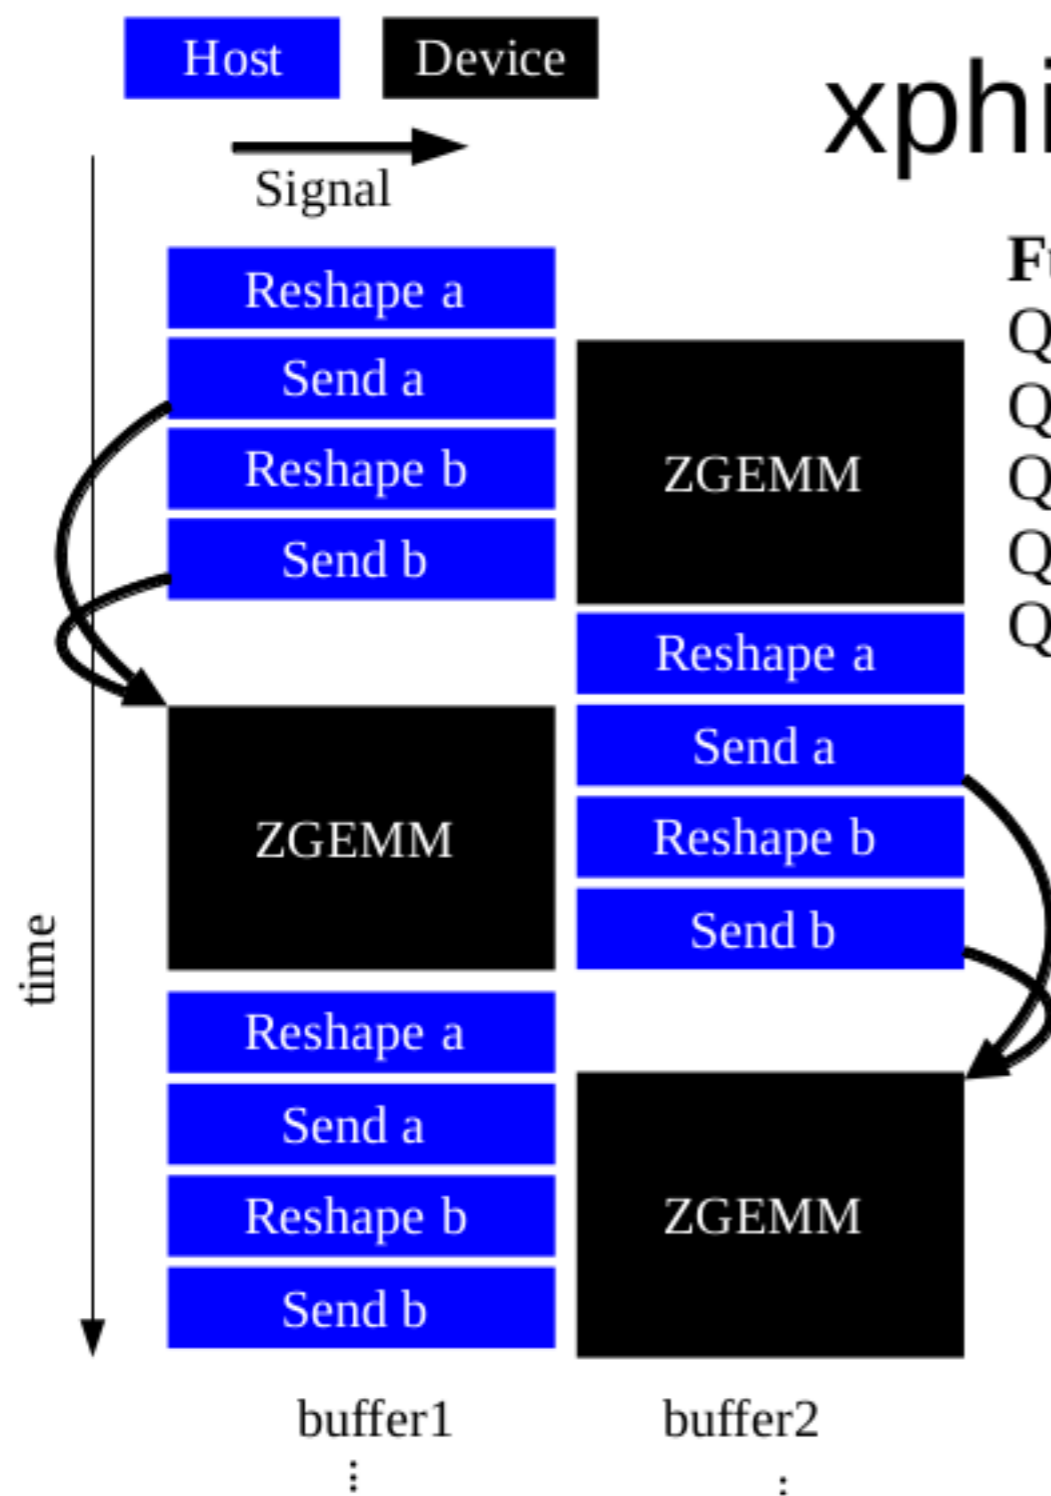 Host
Device
Signal
xphi
Reshape a
Send a
Reshape b
Send b
ZGEMM
Reshape a
Send a
Reshape b
Send b
ZGEMM
Reshape a
Send a
Reshape b
Send b
ZGEMM
time
buffer1
buffer2
Q
Q
Q
Q
Q